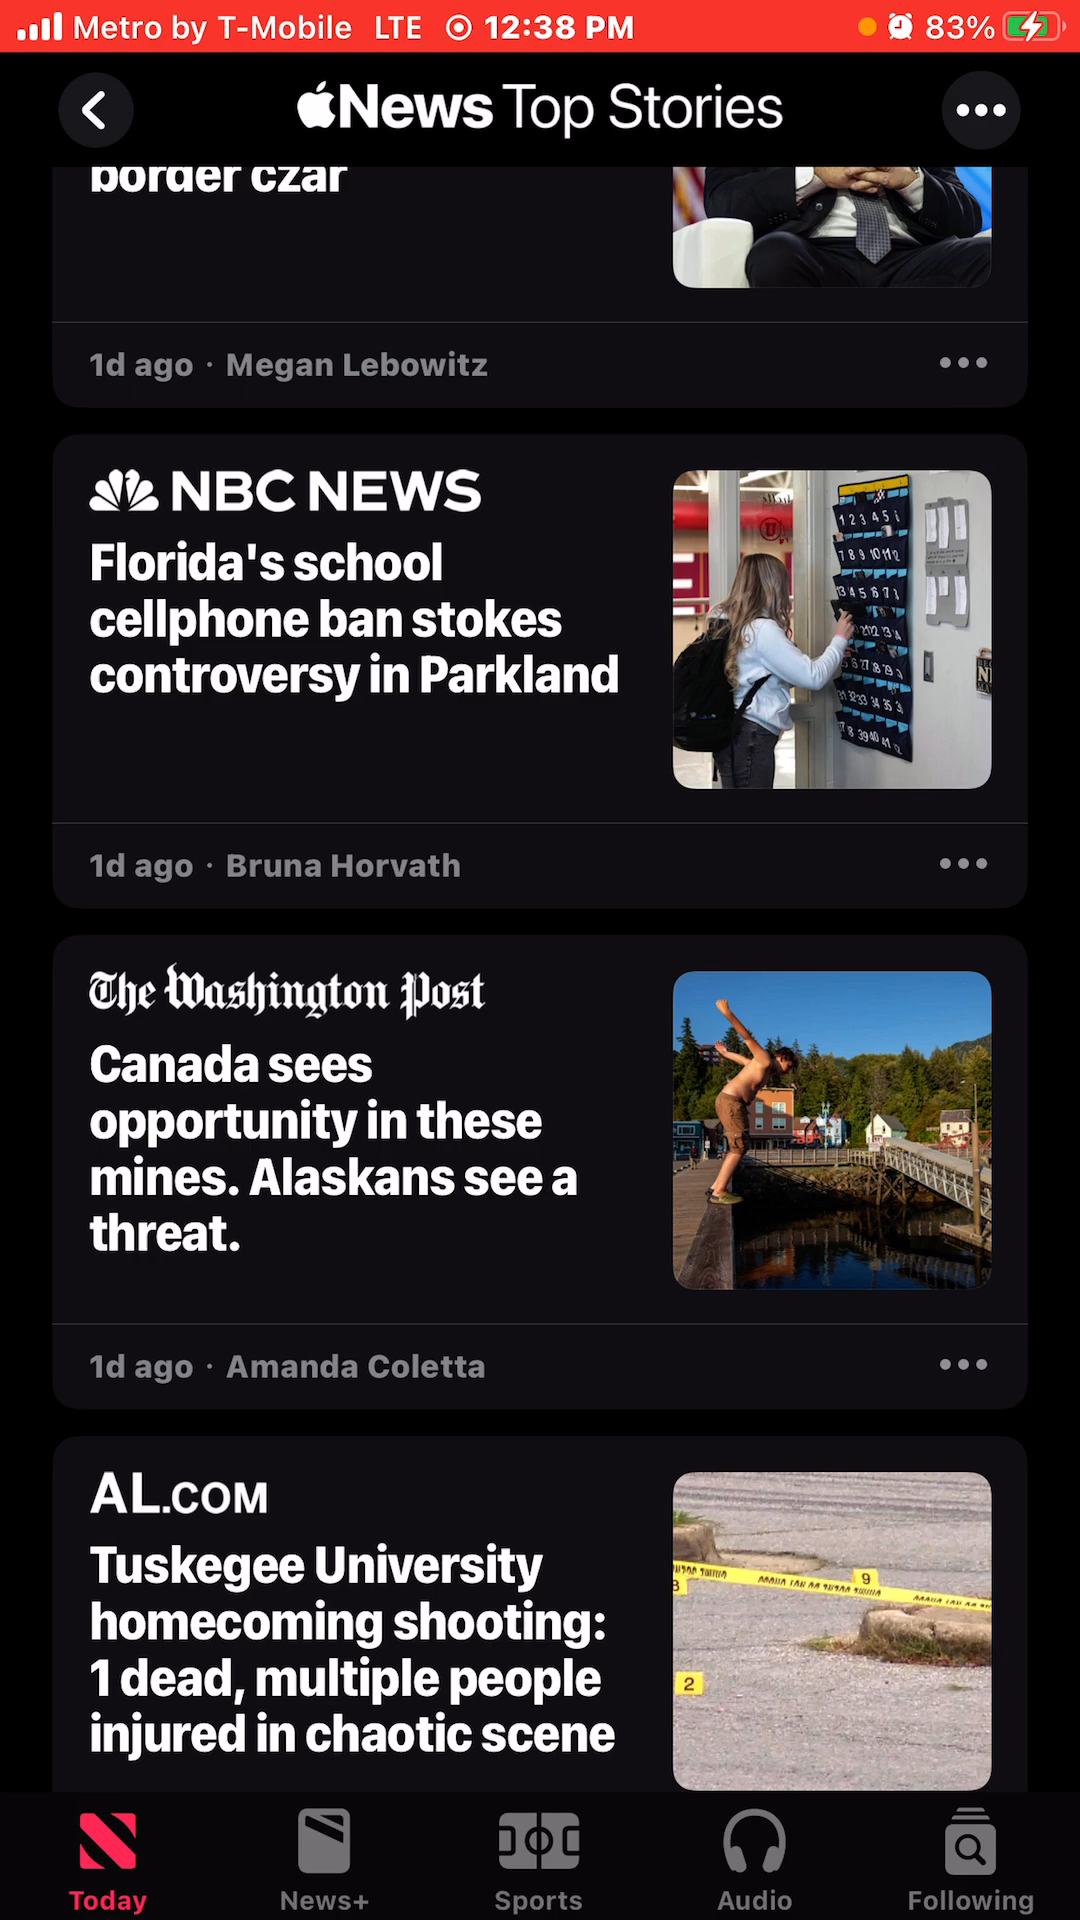 Metro by T-Mobile LTE 12:38 PM 83%
News Top Stories
border czar
1d ago · Megan Lebowitz
NBC NEWS
Florida's school
cellphone ban stokes
controversy in Parkland
1d ago · Bruna Horvath
The Washington Post
Canada sees
opportunity in these
mines. Alaskans see a
threat.
1d ago · Amanda Coletta
AL.COM
Tuskegee University
homecoming shooting:
1 dead, multiple people
injured in chaotic scene
9
2
Today News+ Sports Audio Following